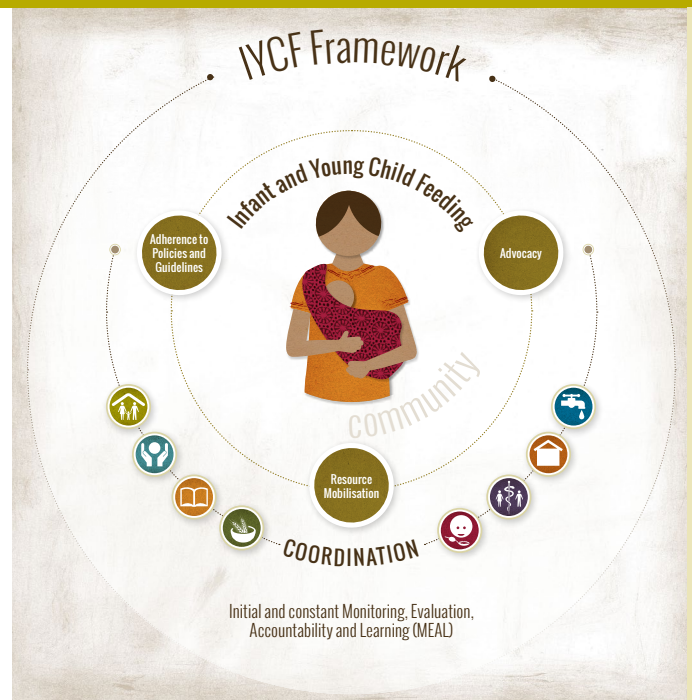 IYCF Framework
Infant and Young Child Feeding
Adherence to
Policies and
Guidelines
Advocacy
community
Resource
Mobilisation
COORDINATION
Initial and constant Monitoring, Evaluation,
Accountability and Learning (MEAL)